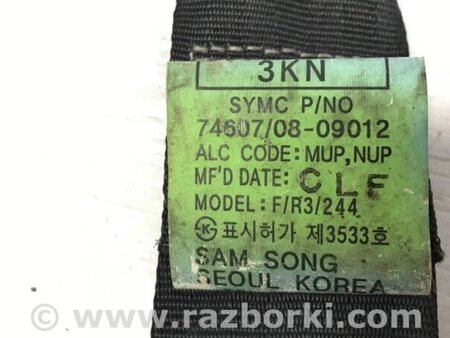 3KN
SYMC P/NO
74607/08-09012
ALC CODE: MUP,NUP
MF'D DATE: CLF
MODEL: F/R3/244
표시허가 제3533호
SAM SONG
SEOUL KOREA
© www.razborki.com